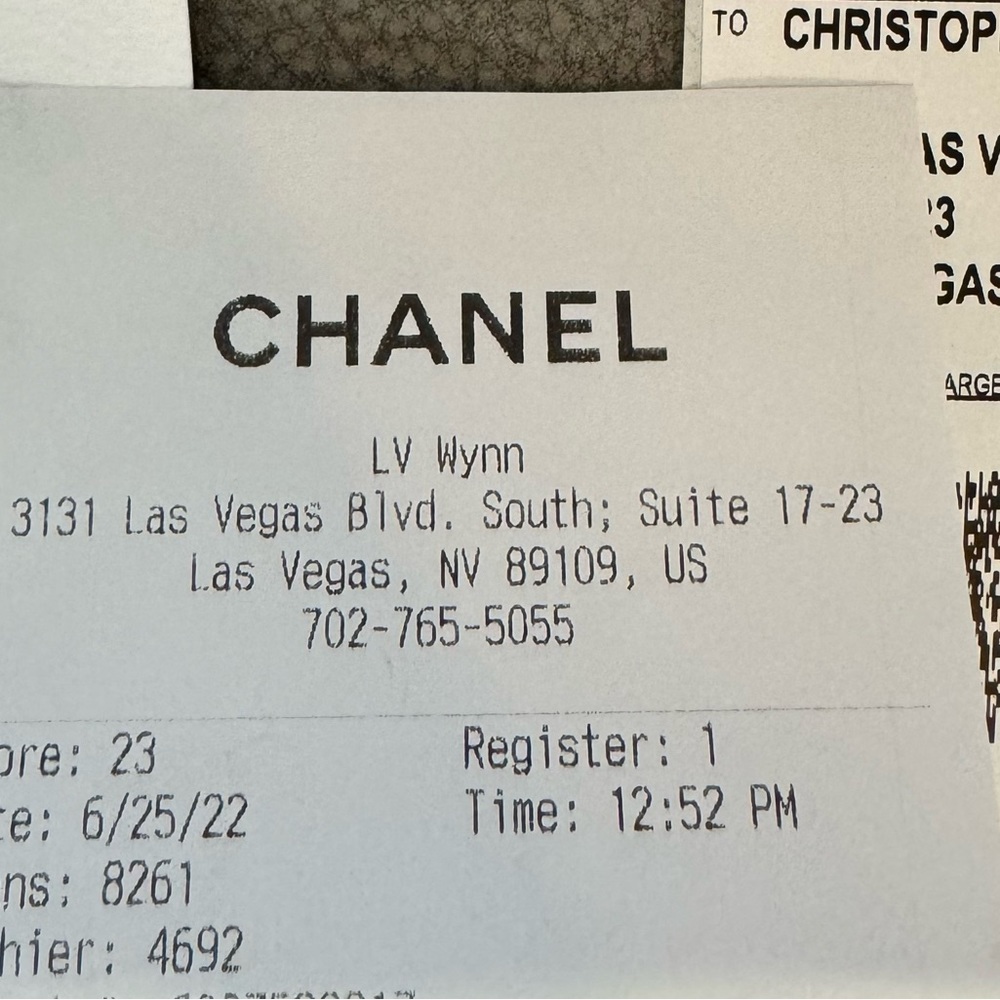 TO CHRISTOP
AS V
23
GAS
ARGE
CHANEL
LV Wynn
3131 Las Vegas Blvd. South; Suite 17-23
Las Vegas, NV 89109, US
702-765-5055
ore: 23 Register: 1
te: 6/25/22 Time: 12:52 PM
ns: 8261
hier: 4692